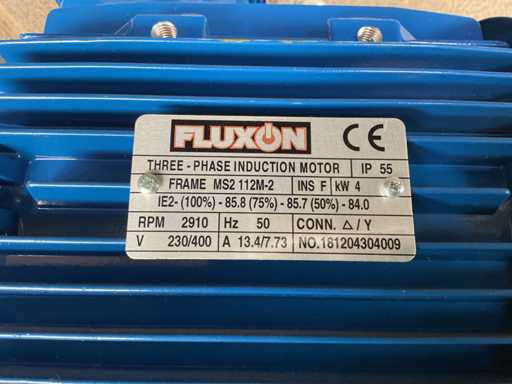 FLUXON CE
THREE - PHASE INDUCTION MOTOR IP 55
FRAME MS2 112M-2 INS F kW 4
IE2- (100%) - 85.8 (75%) - 85.7 (50%) - 84.0
RPM 2910 Hz 50 CONN. △ / Y
V 230/400 A 13.4/7.73 NO.181204304009